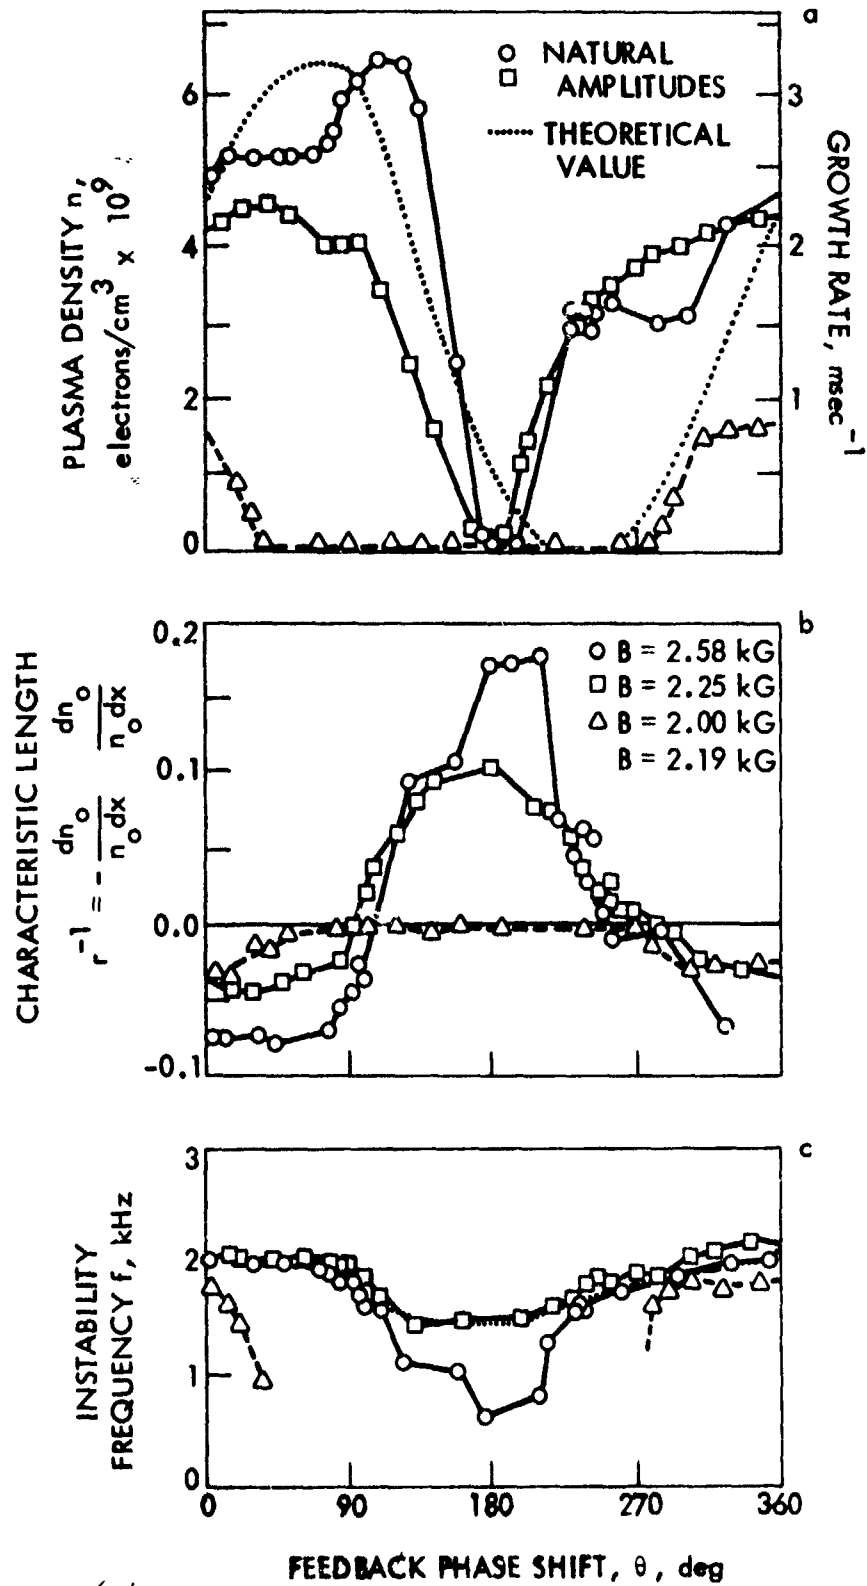 a
NATURAL
AMPLITUDES
THEORETICAL
VALUE
6
4
2
0
3
2
1
PLASMA DENSITY n,
electrons/cm³ x 10⁹
GROWTH RATE, msec⁻¹
b
B = 2.58 kG
B = 2.25 kG
B = 2.00 kG
B = 2.19 kG
0.2
0.1
0.0
-0.1
CHARACTERISTIC LENGTH
r⁻¹ = - dn₀/n₀dx dn₀/n₀dx
c
3
2
1
0
INSTABILITY
FREQUENCY f, kHz
0 90 180 270 360
FEEDBACK PHASE SHIFT, θ, deg